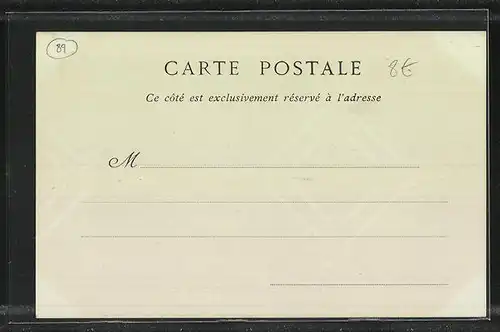 89
CARTE POSTALE 8€
Ce côté est exclusivement réservé à l'adresse
M